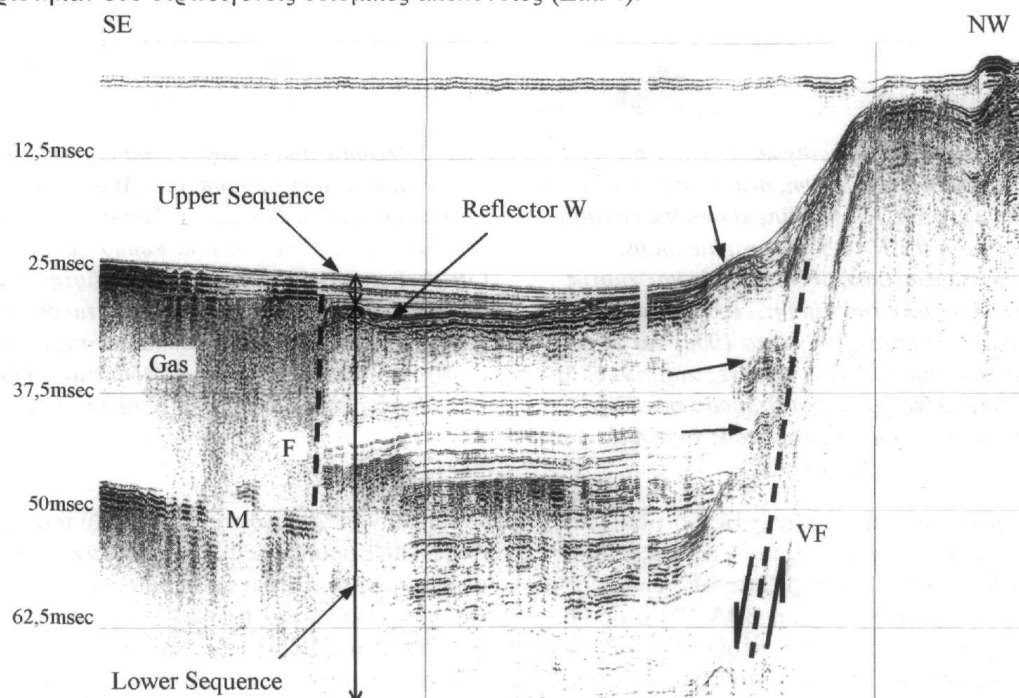 SE
NW
12,5msec
Upper Sequence
Reflector W
25msec
Gas
37,5msec
F
50msec
M
VF
62,5msec
Lower Sequence